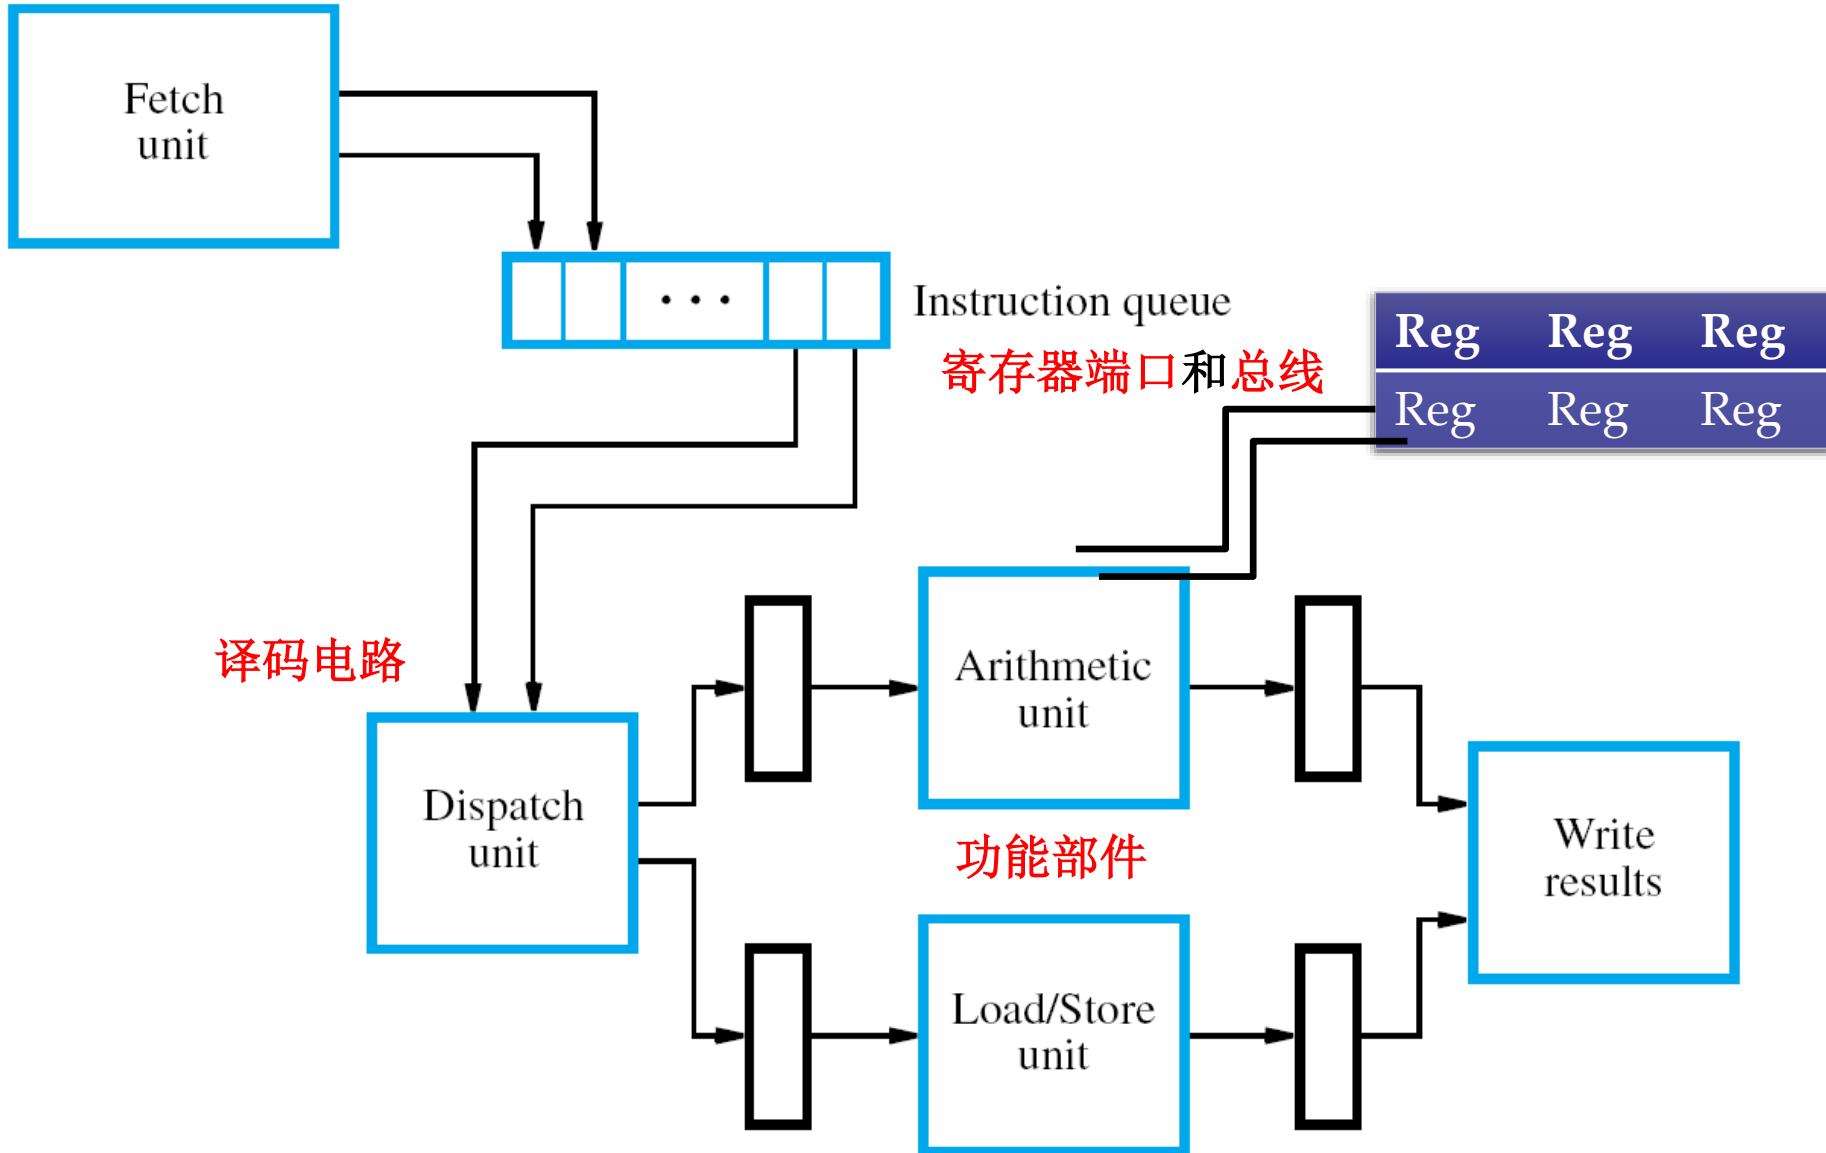 Fetch
unit
Instruction queue
寄存器端口和总线
Reg Reg Reg
Reg Reg Reg
译码电路
Arithmetic
unit
Dispatch
unit
功能部件
Write
results
Load/Store
unit